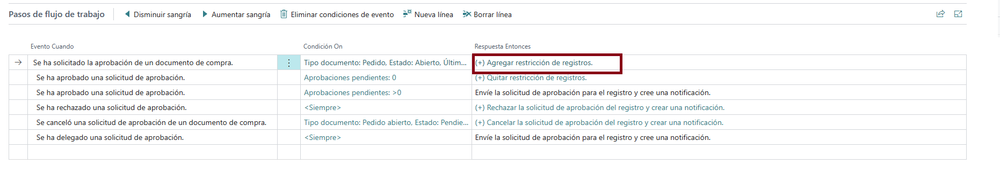 Pasos de flujo de trabajo Disminuir sangría Aumentar sangría Eliminar condiciones de evento Nueva línea Borrar línea
Evento Cuando Condición On Respuesta Entonces
Se ha solicitado la aprobación de un documento de compra. Tipo documento: Pedido, Estado: Abierto, Últim... (+) Agregar restricción de registros.
Se ha aprobado una solicitud de aprobación. Aprobaciones pendientes: 0 (+) Quitar restricción de registros.
Se ha aprobado una solicitud de aprobación. Aprobaciones pendientes: >0 Envíe la solicitud de aprobación para el registro y cree una notificación.
Se ha rechazado una solicitud de aprobación. <Siempre> (+) Rechazar la solicitud de aprobación del registro y crear una notificación.
Se canceló una solicitud de aprobación de un documento de compra. Tipo documento: Pedido abierto, Estado: Pendie... (+) Cancelar la solicitud de aprobación del registro y crear una notificación.
Se ha delegado una solicitud de aprobación. <Siempre> Envíe la solicitud de aprobación para el registro y cree una notificación.